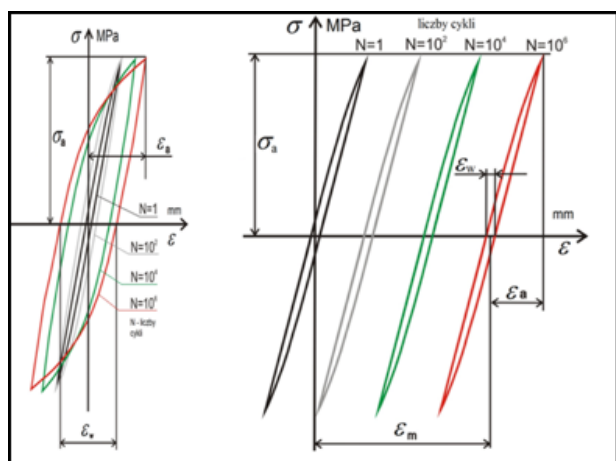 σ MPa
σa
εa
N=1
mm
ε
N=10²
N=10⁴
N=10⁶
N - liczby
cykli
ε*
σ MPa
liczby cykli
N=1
N=10²
N=10⁴
N=10⁶
σa
εw
mm
ε
εa
εm